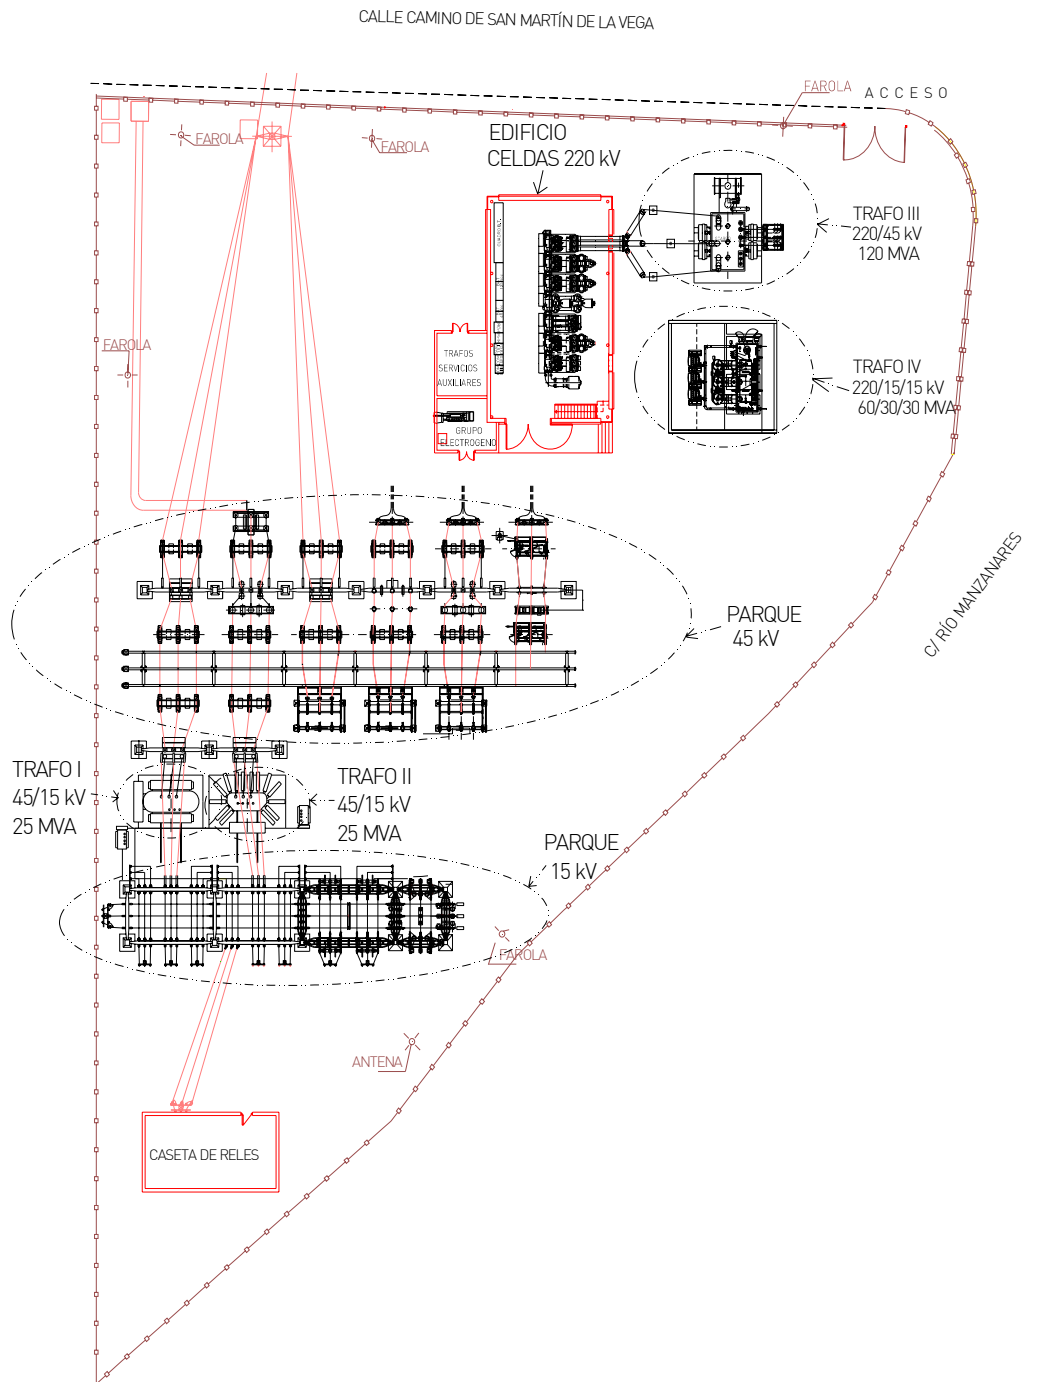 CALLE CAMINO DE SAN MARTÍN DE LA VEGA
FAROLA
ACCESO
FAROLA
FAROLA
EDIFICIO
CELDAS 220 kV
TRAFO III
220/45 kV
120 MVA
FAROLA
TRAFOS
SERVICIOS
AUXILIARES
TRAFO IV
220/15/15 kV
60/30/30 MVA
GRUPO
ELECTROGENO
C/ RÍO MANZANARES
PARQUE
45 kV
TRAFO I
45/15 kV
25 MVA
TRAFO II
45/15 kV
25 MVA
PARQUE
15 kV
FAROLA
ANTENA
CASETA DE RELES